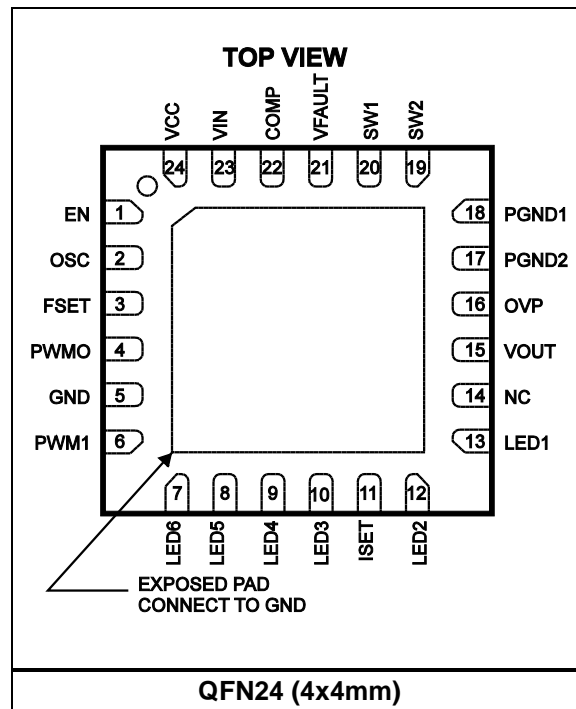 TOP VIEW
VCC
VIN
COMP
VFAULT
SW1
SW2
24
23
22
21
20
19
EN 1
OSC 2
FSET 3
PWMO 4
GND 5
PWM1 6
18 PGND1
17 PGND2
16 OVP
15 VOUT
14 NC
13 LED1
7
8
9
10
11
12
LED6
LED5
LED4
LED3
ISET
LED2
EXPOSED PAD
CONNECT TO GND
QFN24 (4x4mm)